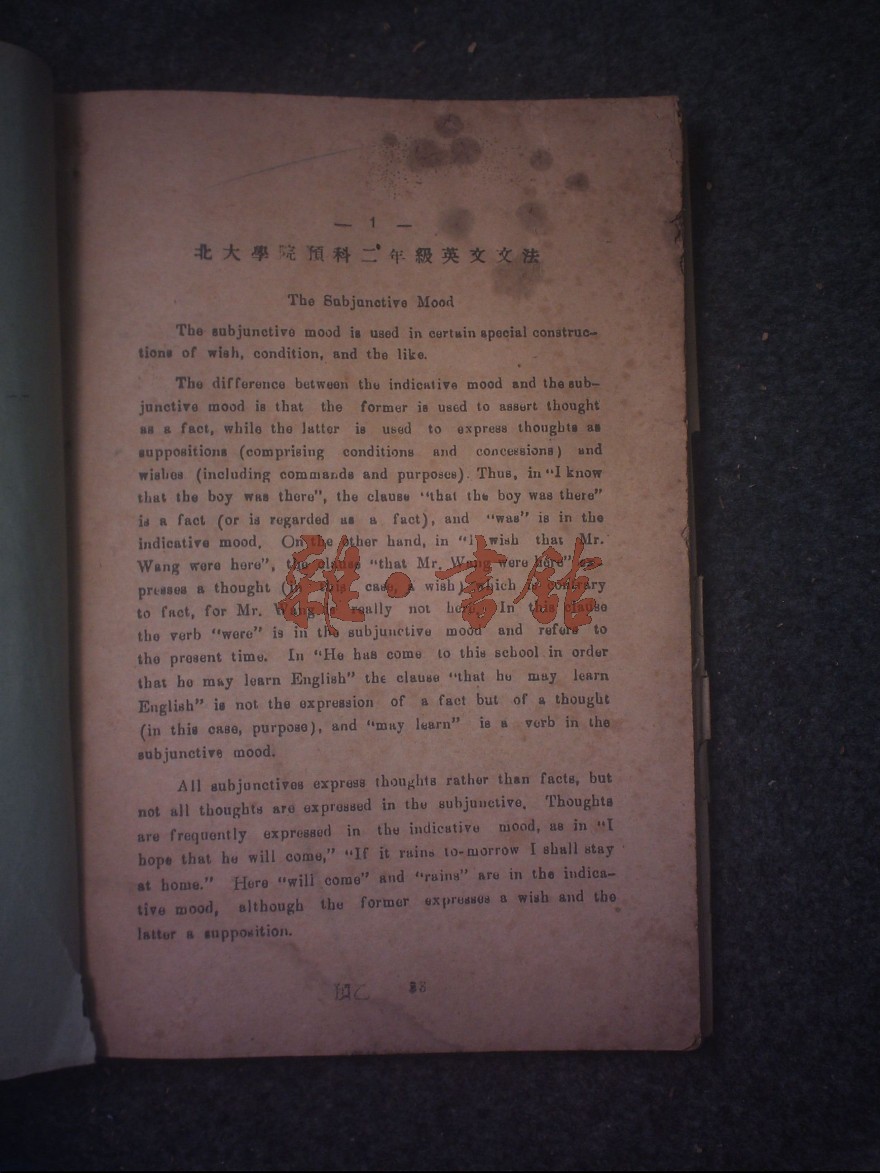 — 1 —
北大學院預科二年級英文文法
The Subjunctive Mood
The subjunctive mood is used in certain special construc-
tions of wish, condition, and the like.
The difference between the indicative mood and the sub-
junctive mood is that the former is used to assert thought
as a fact, while the latter is used to express thoughts as
suppositions (comprising conditions and concessions) and
wishes (including commands and purposes). Thus, in "I know
that the boy was there", the clause "that the boy was there"
is a fact (or is regarded as a fact), and "was" is in the
indicative mood. On the other hand, in "I wish that Mr.
Wang were here", the clause "that Mr. Wang were here" ex-
presses a thought (in this case, a wish) which is contrary
to fact, for Mr. Wang is really not here. In this clause
the verb "were" is in the subjunctive mood and refers to
the present time. In "He has come to this school in order
that he may learn English" the clause "that he may learn
English" is not the expression of a fact but of a thought
(in this case, purpose), and "may learn" is a verb in the
subjunctive mood.
All subjunctives express thoughts rather than facts, but
not all thoughts are expressed in the subjunctive. Thoughts
are frequently expressed in the indicative mood, as in "I
hope that he will come," "If it rains to-morrow I shall stay
at home." Here "will come" and "rains" are in the indica-
tive mood, although the former expresses a wish and the
latter a supposition.
雜·書館